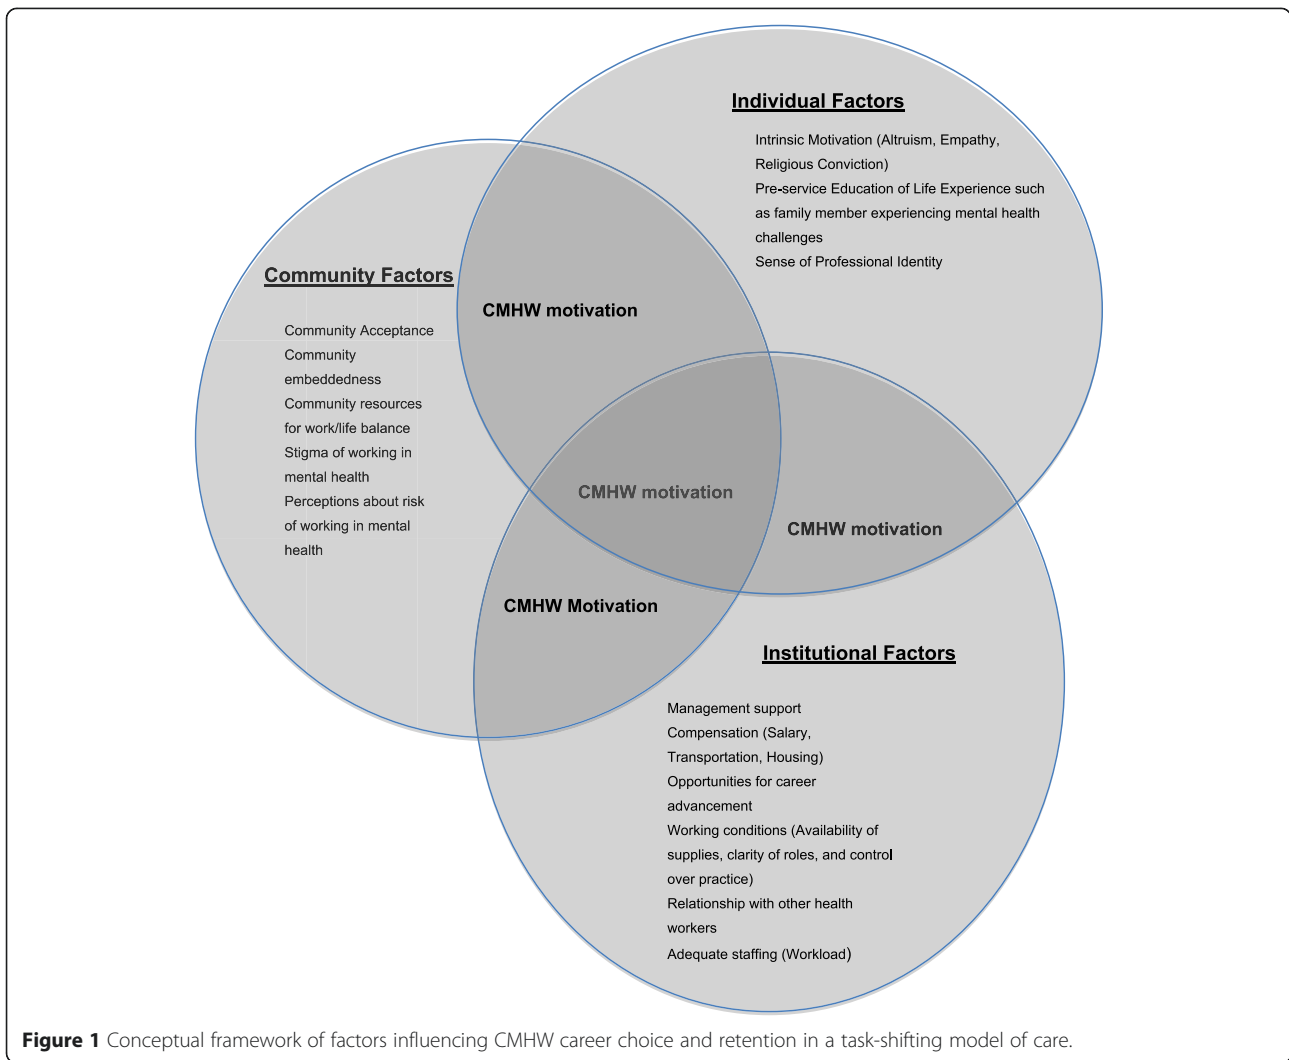 Individual Factors
Intrinsic Motivation (Altruism, Empathy,
Religious Conviction)
Pre-service Education of Life Experience such
as family member experiencing mental health
challenges
Sense of Professional Identity
Community Factors
Community Acceptance
Community
embeddedness
Community resources
for work/life balance
Stigma of working in
mental health
Perceptions about risk
of working in mental
health
CMHW motivation
CMHW motivation
CMHW motivation
CMHW Motivation
Institutional Factors
Management support
Compensation (Salary,
Transportation, Housing)
Opportunities for career
advancement
Working conditions (Availability of
supplies, clarity of roles, and control
over practice)
Relationship with other health
workers
Adequate staffing (Workload)
Figure 1 Conceptual framework of factors influencing CMHW career choice and retention in a task-shifting model of care.